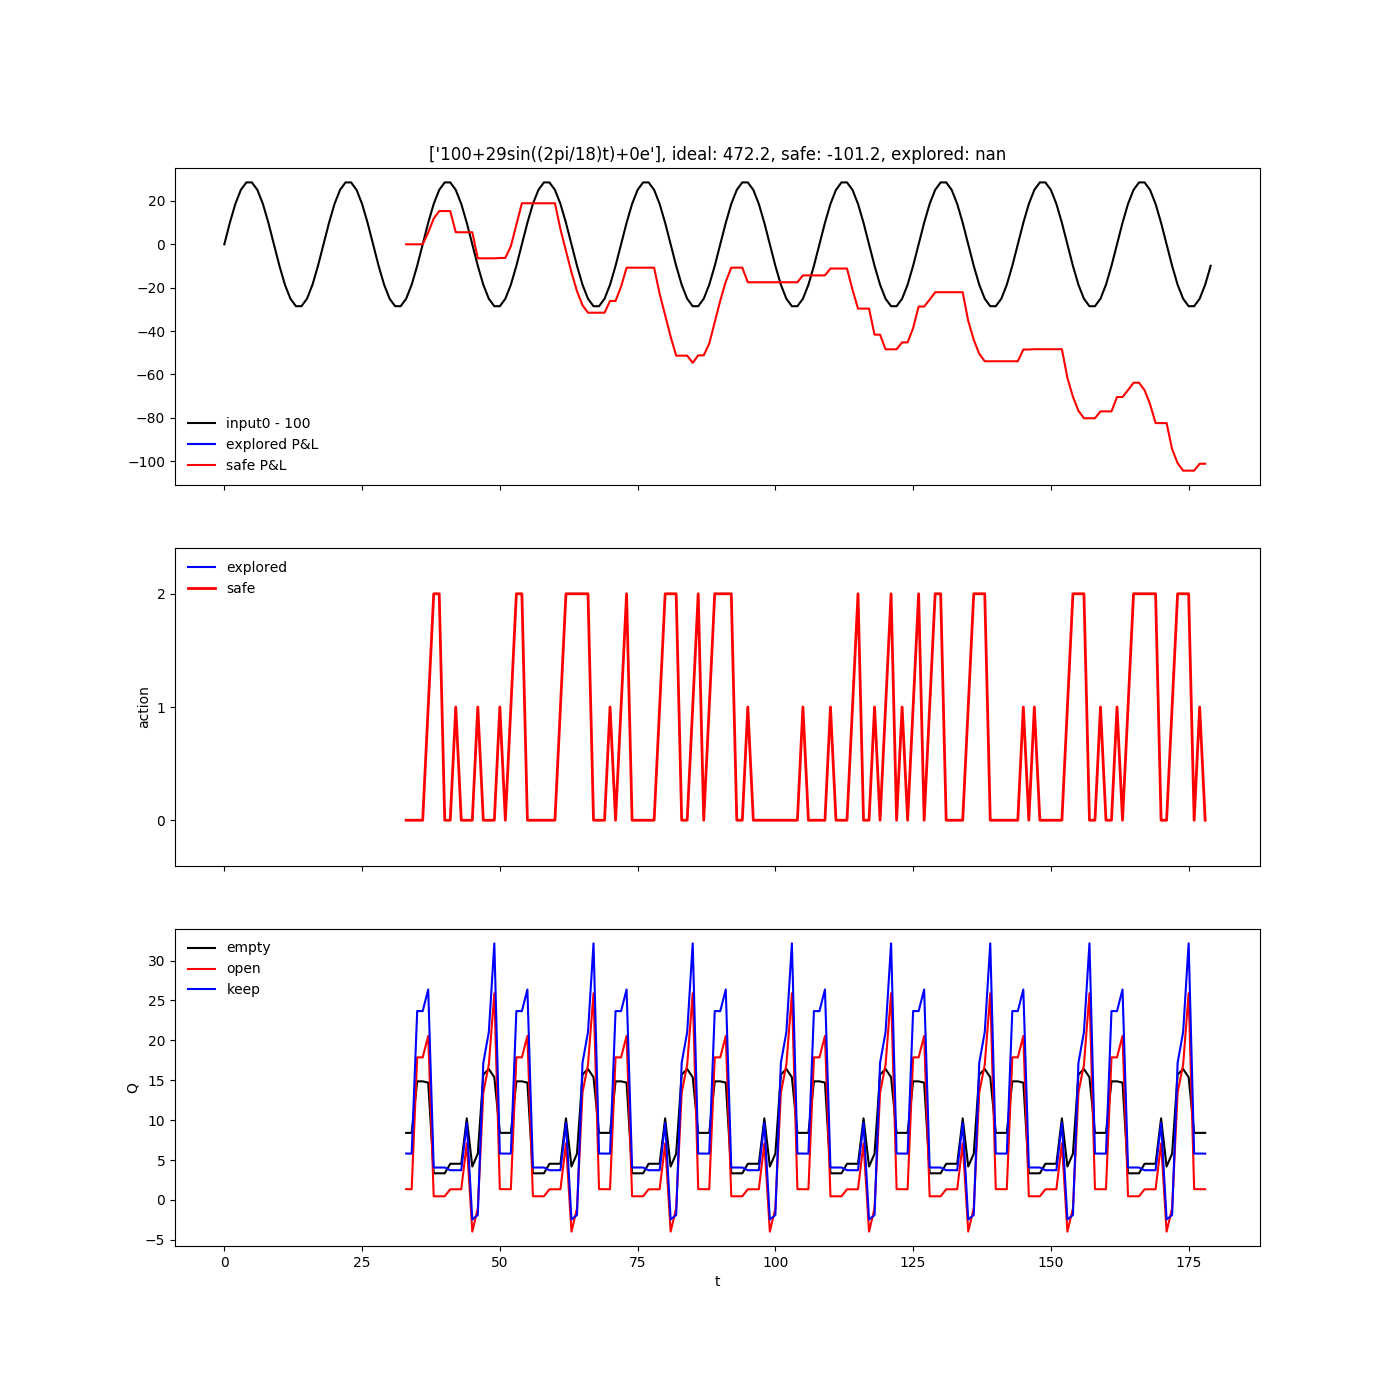 ['100+29sin((2pi/18)t)+0e'], ideal: 472.2, safe: -101.2, explored: nan
20
0
−20
−40
−60
−80
−100
input0 - 100
explored P&L
safe P&L
explored
safe
2
1
0
action
empty
open
keep
30
25
20
15
10
5
0
−5
Q
0 25 50 75 100 125 150 175
t